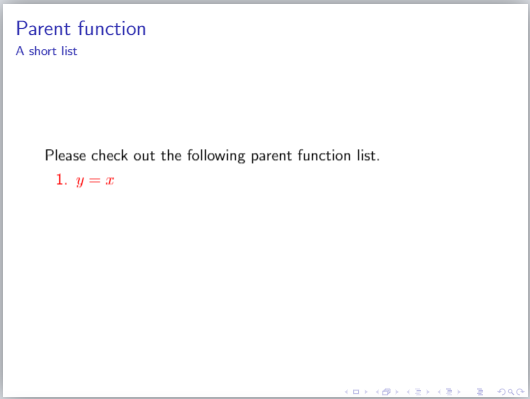 Parent function
A short list
Please check out the following parent function list.
1. y = x